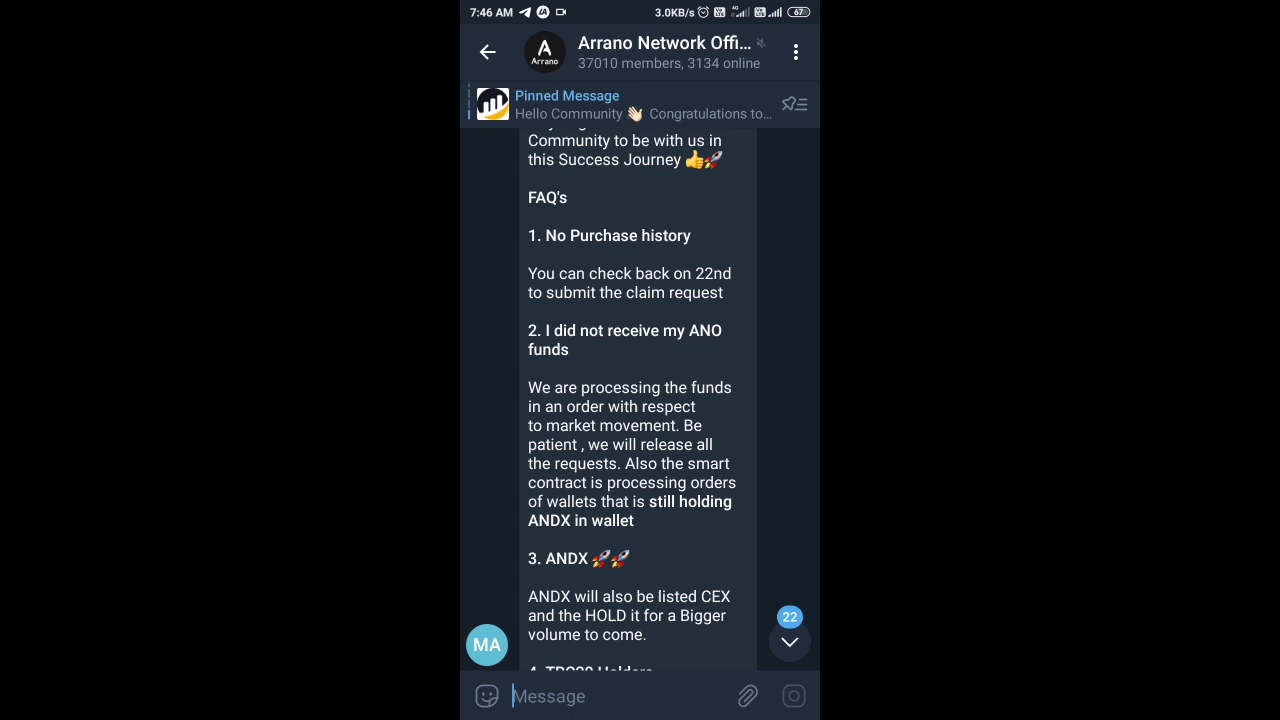 7:46 AM 3.0KB/s 4G 67
Arrano Network Offi...
37010 members, 3134 online
A
Arrano
Pinned Message
Hello Community 👋🏻 Congratulations to...
Community to be with us in
this Success Journey 👍🚀
FAQ's
1. No Purchase history
You can check back on 22nd
to submit the claim request
2. I did not receive my ANO
funds
We are processing the funds
in an order with respect
to market movement. Be
patient , we will release all
the requests. Also the smart
contract is processing orders
of wallets that is still holding
ANDX in wallet
3. ANDX 🚀🚀
ANDX will also be listed CEX
and the HOLD it for a Bigger
volume to come.
22
MA
Message